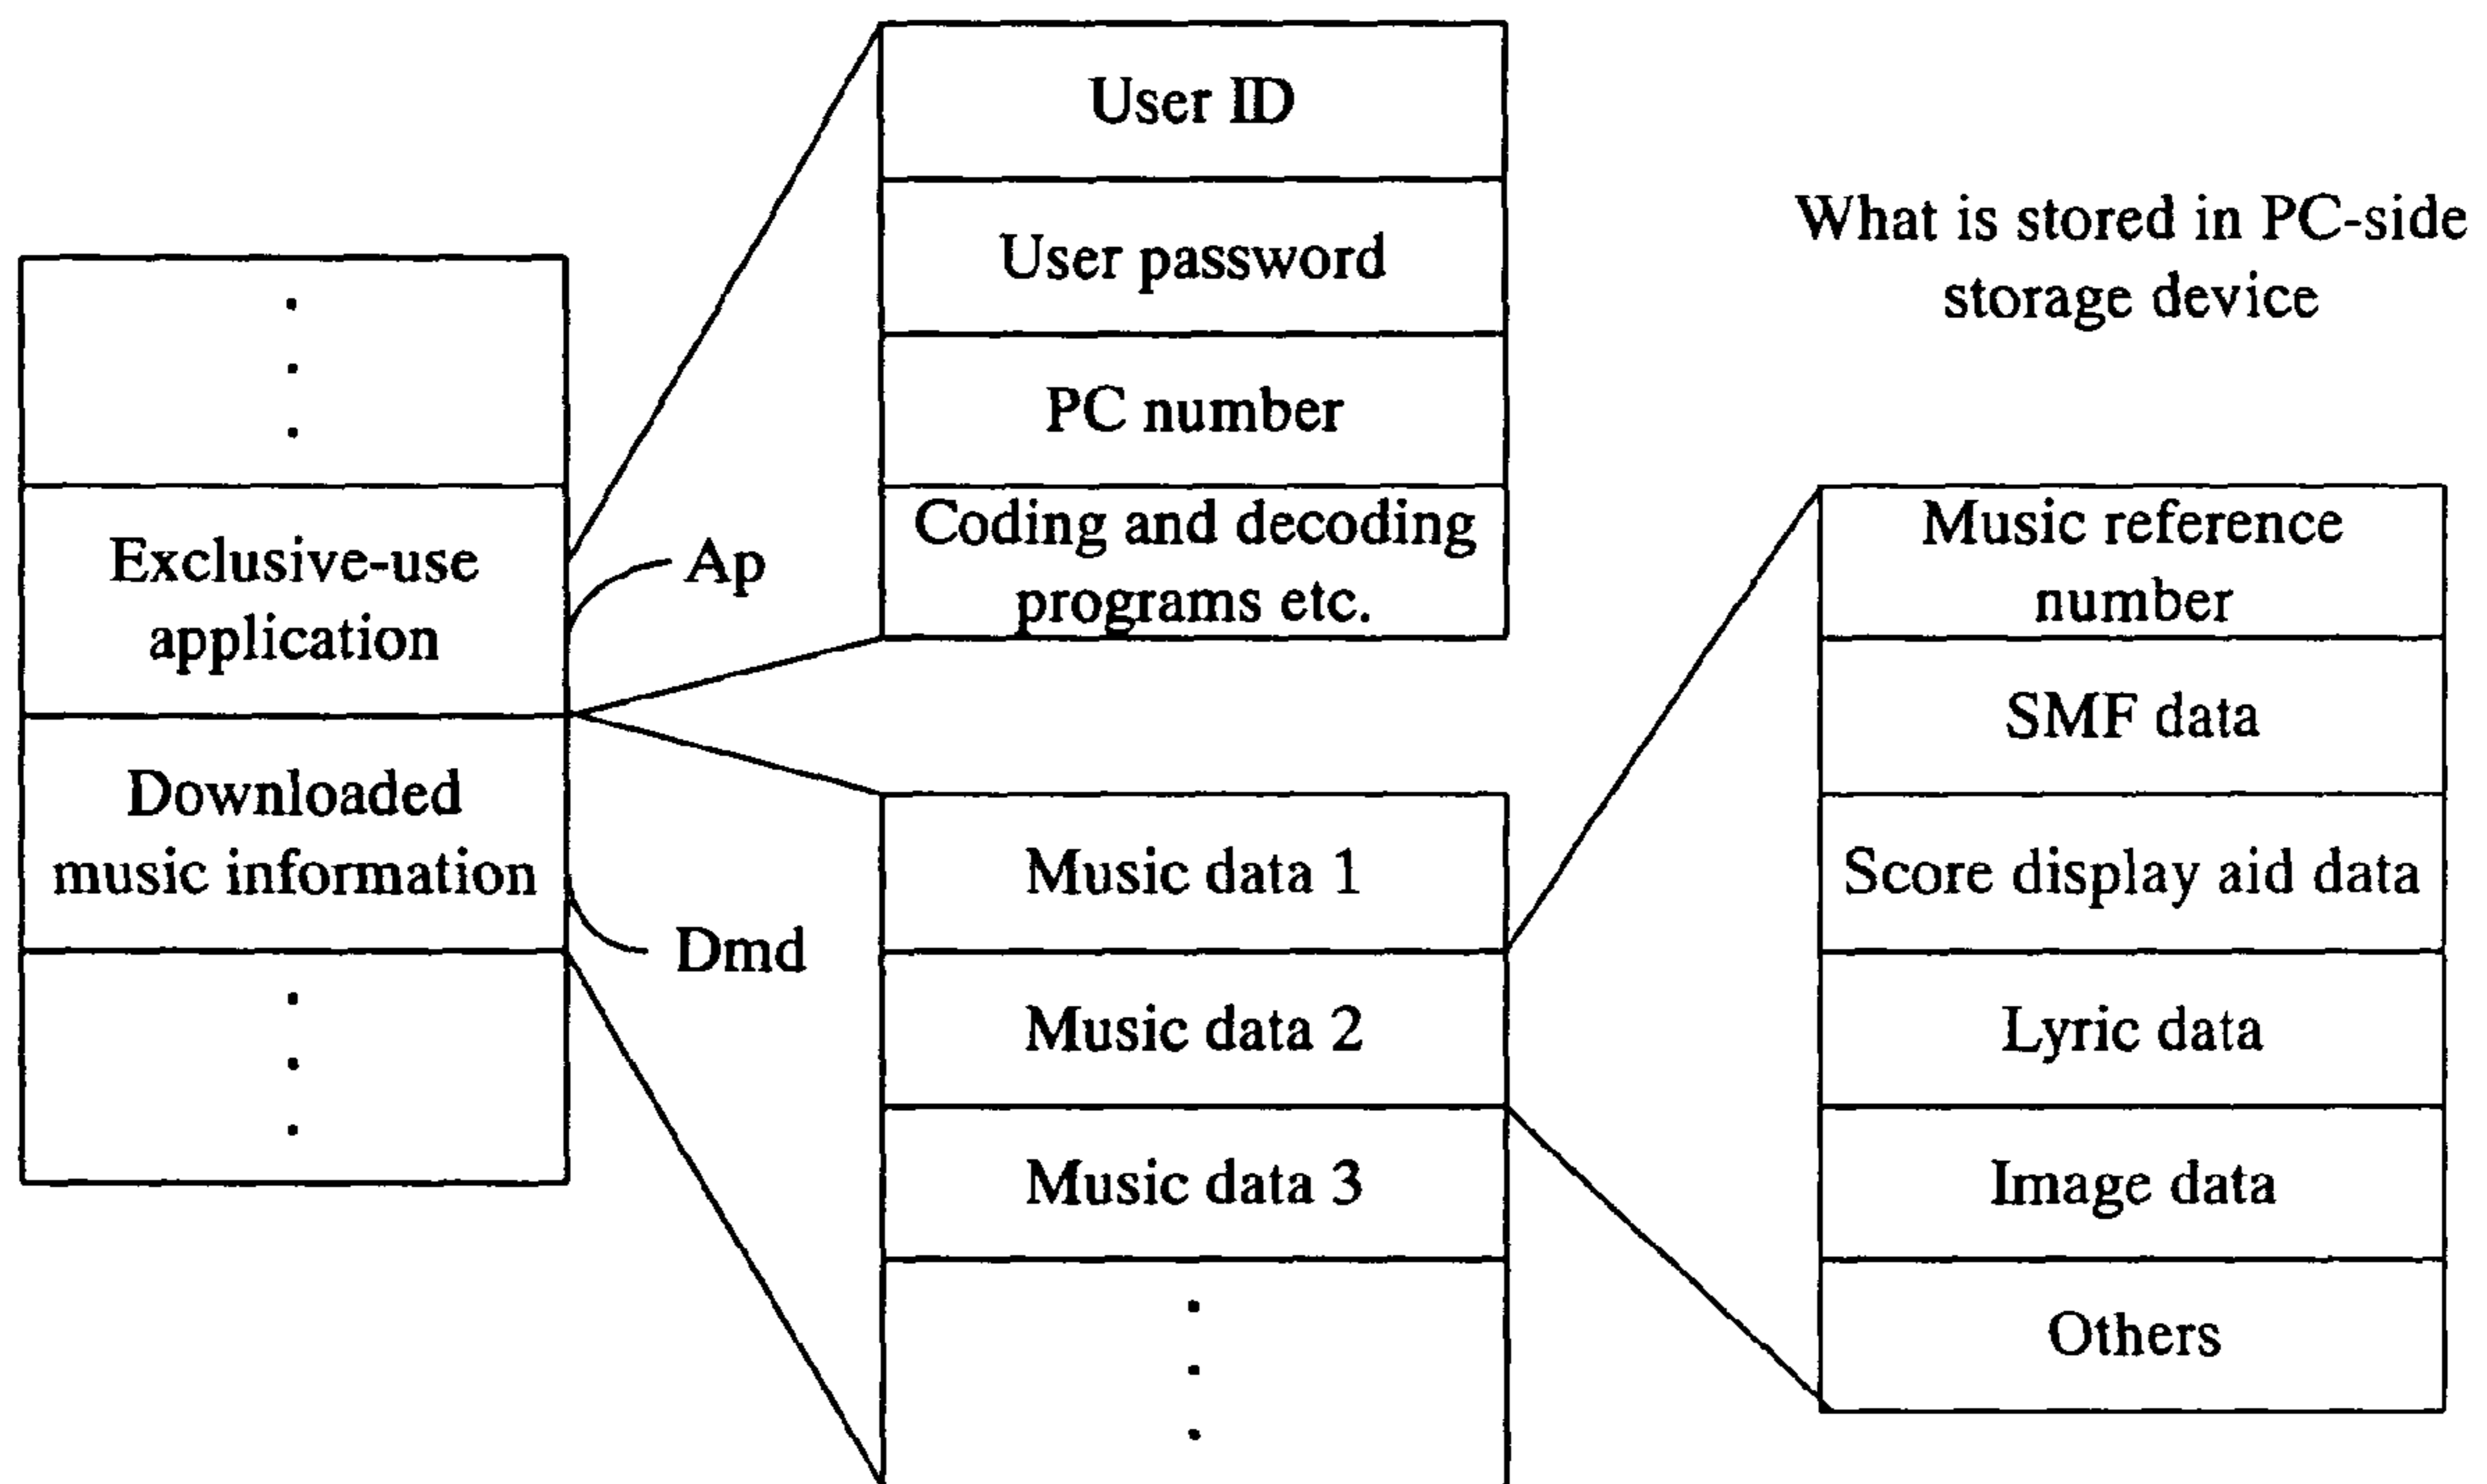 User ID
User password
PC number
Coding and decoding
programs etc.
What is stored in PC-side
storage device
Exclusive-use
application
Ap
Downloaded
music information
Dmd
Music data 1
Music data 2
Music data 3
Music reference
number
SMF data
Score display aid data
Lyric data
Image data
Others